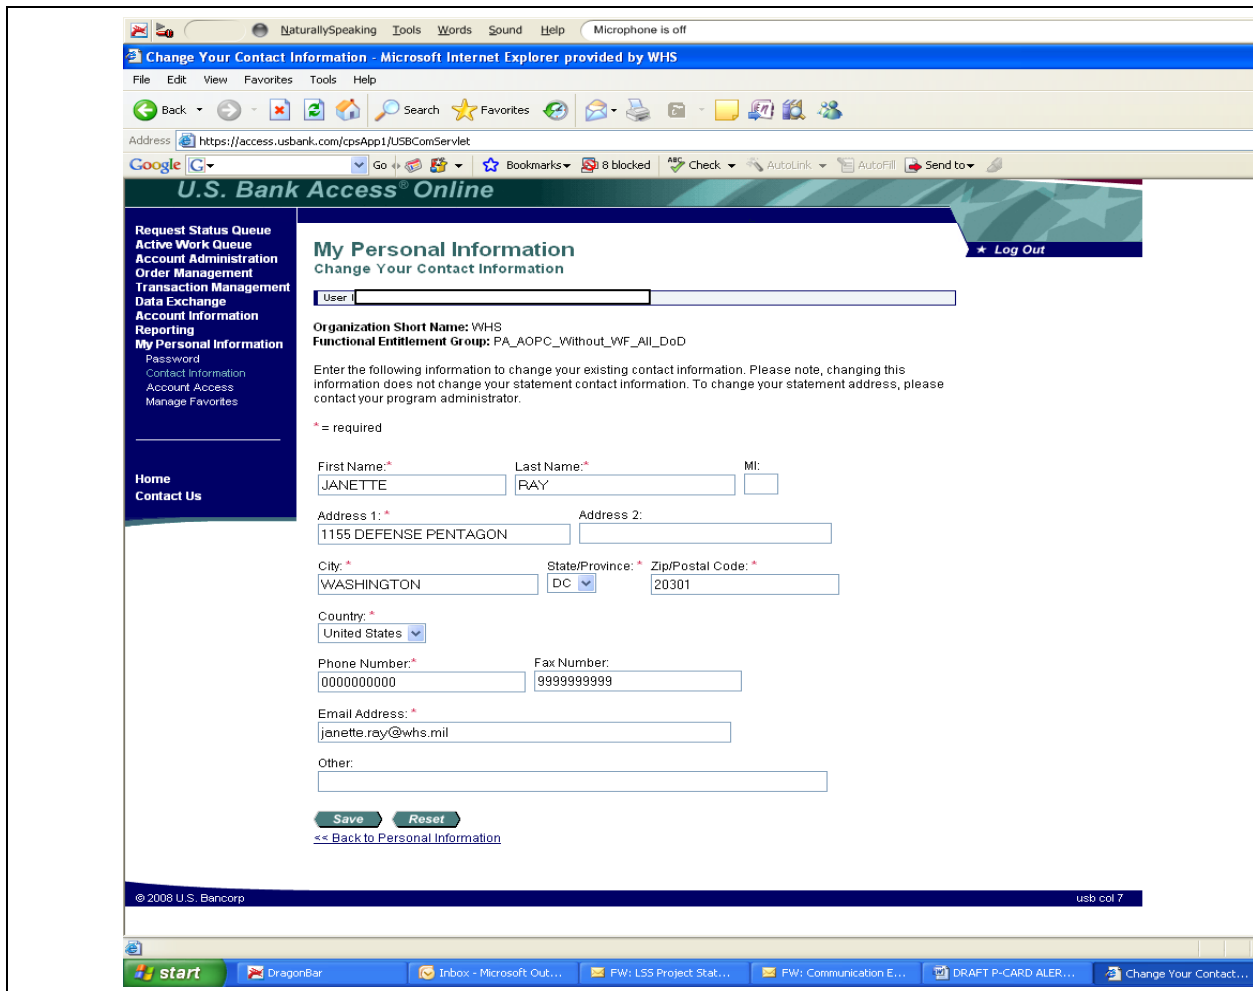 NaturallySpeaking Tools Words Sound Help Microphone is off
Change Your Contact Information - Microsoft Internet Explorer provided by WHS
File Edit View Favorites Tools Help
Back Search Favorites
Address https://access.usbank.com/cpsApp1/USBComServlet
Google G Go Bookmarks 8 blocked ABC Check AutoLink AutoFill Send to
U.S. Bank Access® Online
Log Out
Request Status Queue
Active Work Queue
Account Administration
Order Management
Transaction Management
Data Exchange
Account Information
Reporting
My Personal Information
Password
Contact Information
Account Access
Manage Favorites
Home
Contact Us
My Personal Information
Change Your Contact Information
User
Organization Short Name: WHS
Functional Entitlement Group: PA_AOPC_Without_WF_All_DoD
Enter the following information to change your existing contact information. Please note, changing this
information does not change your statement contact information. To change your statement address, please
contact your program administrator.
* = required
First Name:* Last Name:* MI:
JANETTE RAY
Address 1: * Address 2:
1155 DEFENSE PENTAGON
City: * State/Province: * Zip/Postal Code: *
WASHINGTON DC 20301
Country: *
United States
Phone Number:* Fax Number:
0000000000 9999999999
Email Address: *
janette.ray@whs.mil
Other:
Save Reset
<< Back to Personal Information
© 2008 U.S. Bancorp usb col 7
start DragonBar Inbox - Microsoft Out... FW: LSS Project Stat... FW: Communication E... DRAFT P-CARD ALER... Change Your Contact...